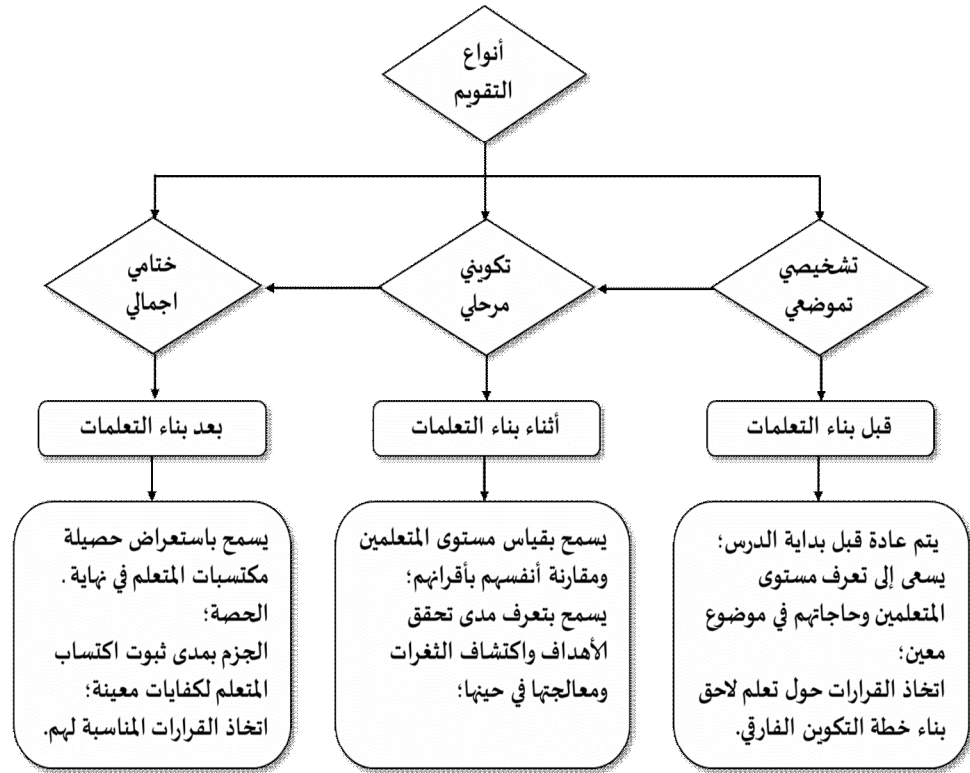 أنواع
التقويم
تشخيصي
تموضعي
تكويني
مرحلي
ختامي
اجمالي
قبل بناء التعلمات
أثناء بناء التعلمات
بعد بناء التعلمات
يتم عادة قبل بداية الدرس؛
يسعى إلى تعرف مستوى
المتعلمين وحاجاتهم في موضوع
معين؛
اتخاذ القرارات حول تعلم لاحق
بناء خطة التكوين الفارقي.
يسمح بقياس مستوى المتعلمين
ومقارنة أنفسهم بأقرانهم؛
يسمح بتعرف مدى تحقق
الأهداف واكتشاف الثغرات
ومعالجتها في حينها؛
يسمح باستعراض حصيلة
مكتسبات المتعلم في نهاية .
الحصة؛
الجزم بمدى ثبوت اكتساب
المتعلم لكفايات معينة؛
اتخاذ القرارات المناسبة لهم.